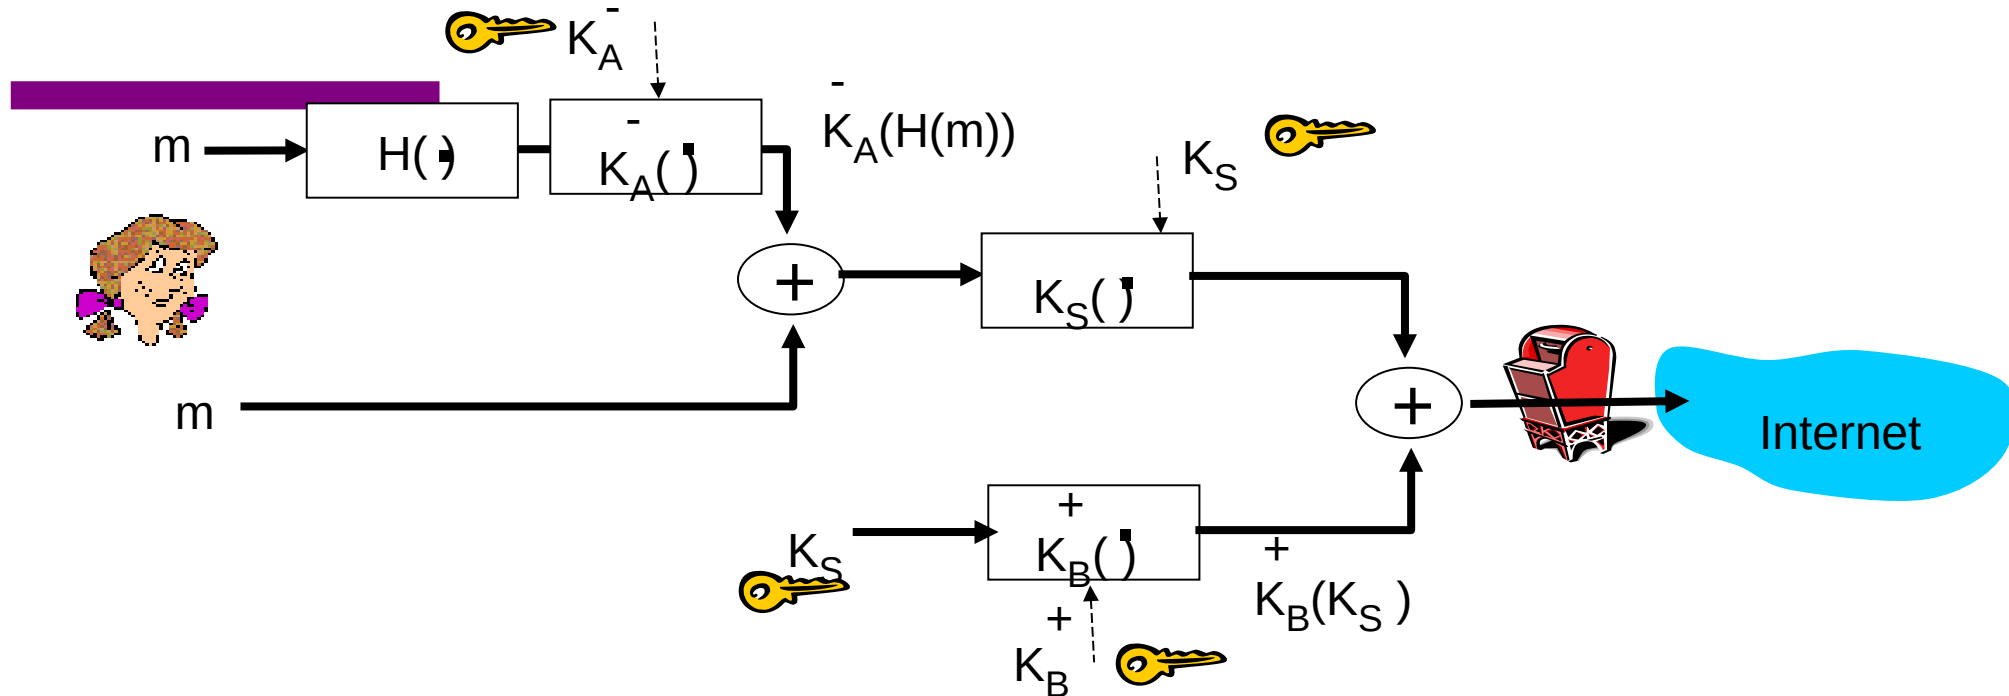 K_A^-
K_A^-(H(m))
m
H(·)
K_A^-(·)
K_S
+
K_S(·)
m
+
Internet
K_S
K_B^+(·)
K_B^+(K_S )
K_B^+